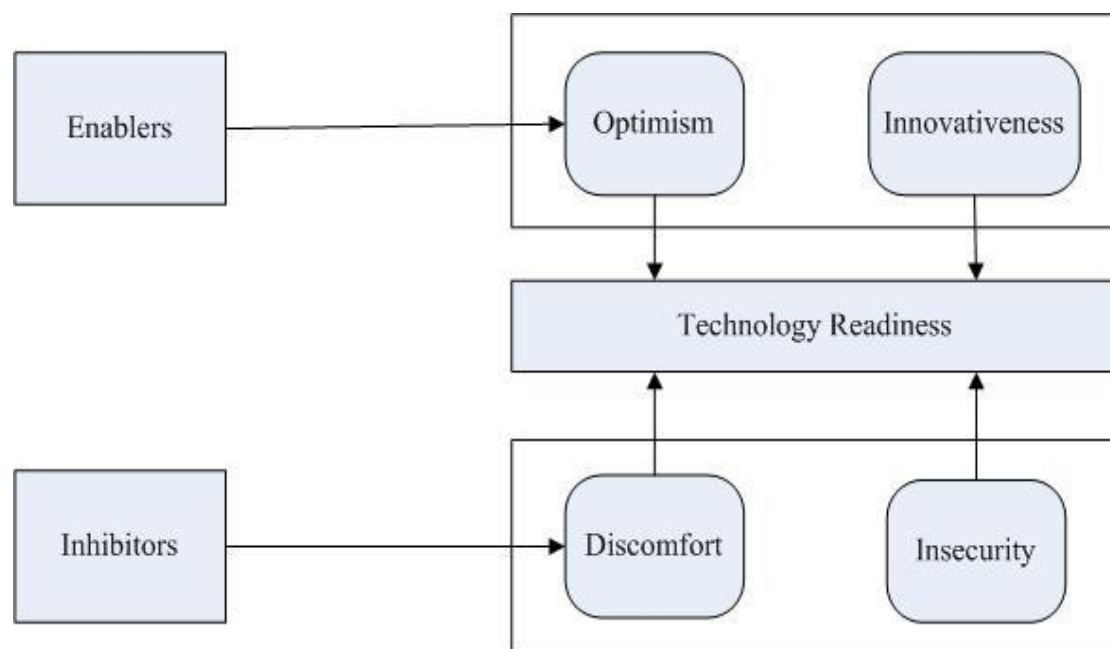 Enablers
Optimism
Innovativeness
Technology Readiness
Inhibitors
Discomfort
Insecurity